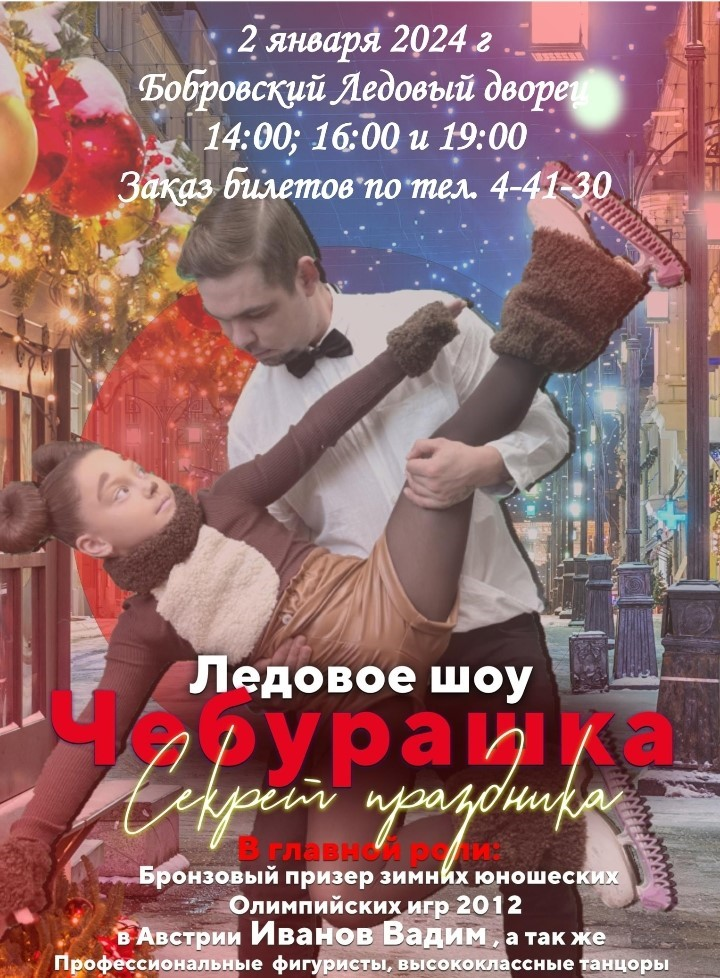 2 января 2024 г
Бобровский Ледовый дворец
14:00; 16:00 и 19:00
Заказ билетов по тел. 4-41-30
Ледовое шоу
Чебурашка
Секрет праздника
В главной роли:
Бронзовый призер зимних юношеских
Олимпийских игр 2012
в Австрии Иванов Вадим , а так же
Профессиональные фигуристы, высококлассные танцоры